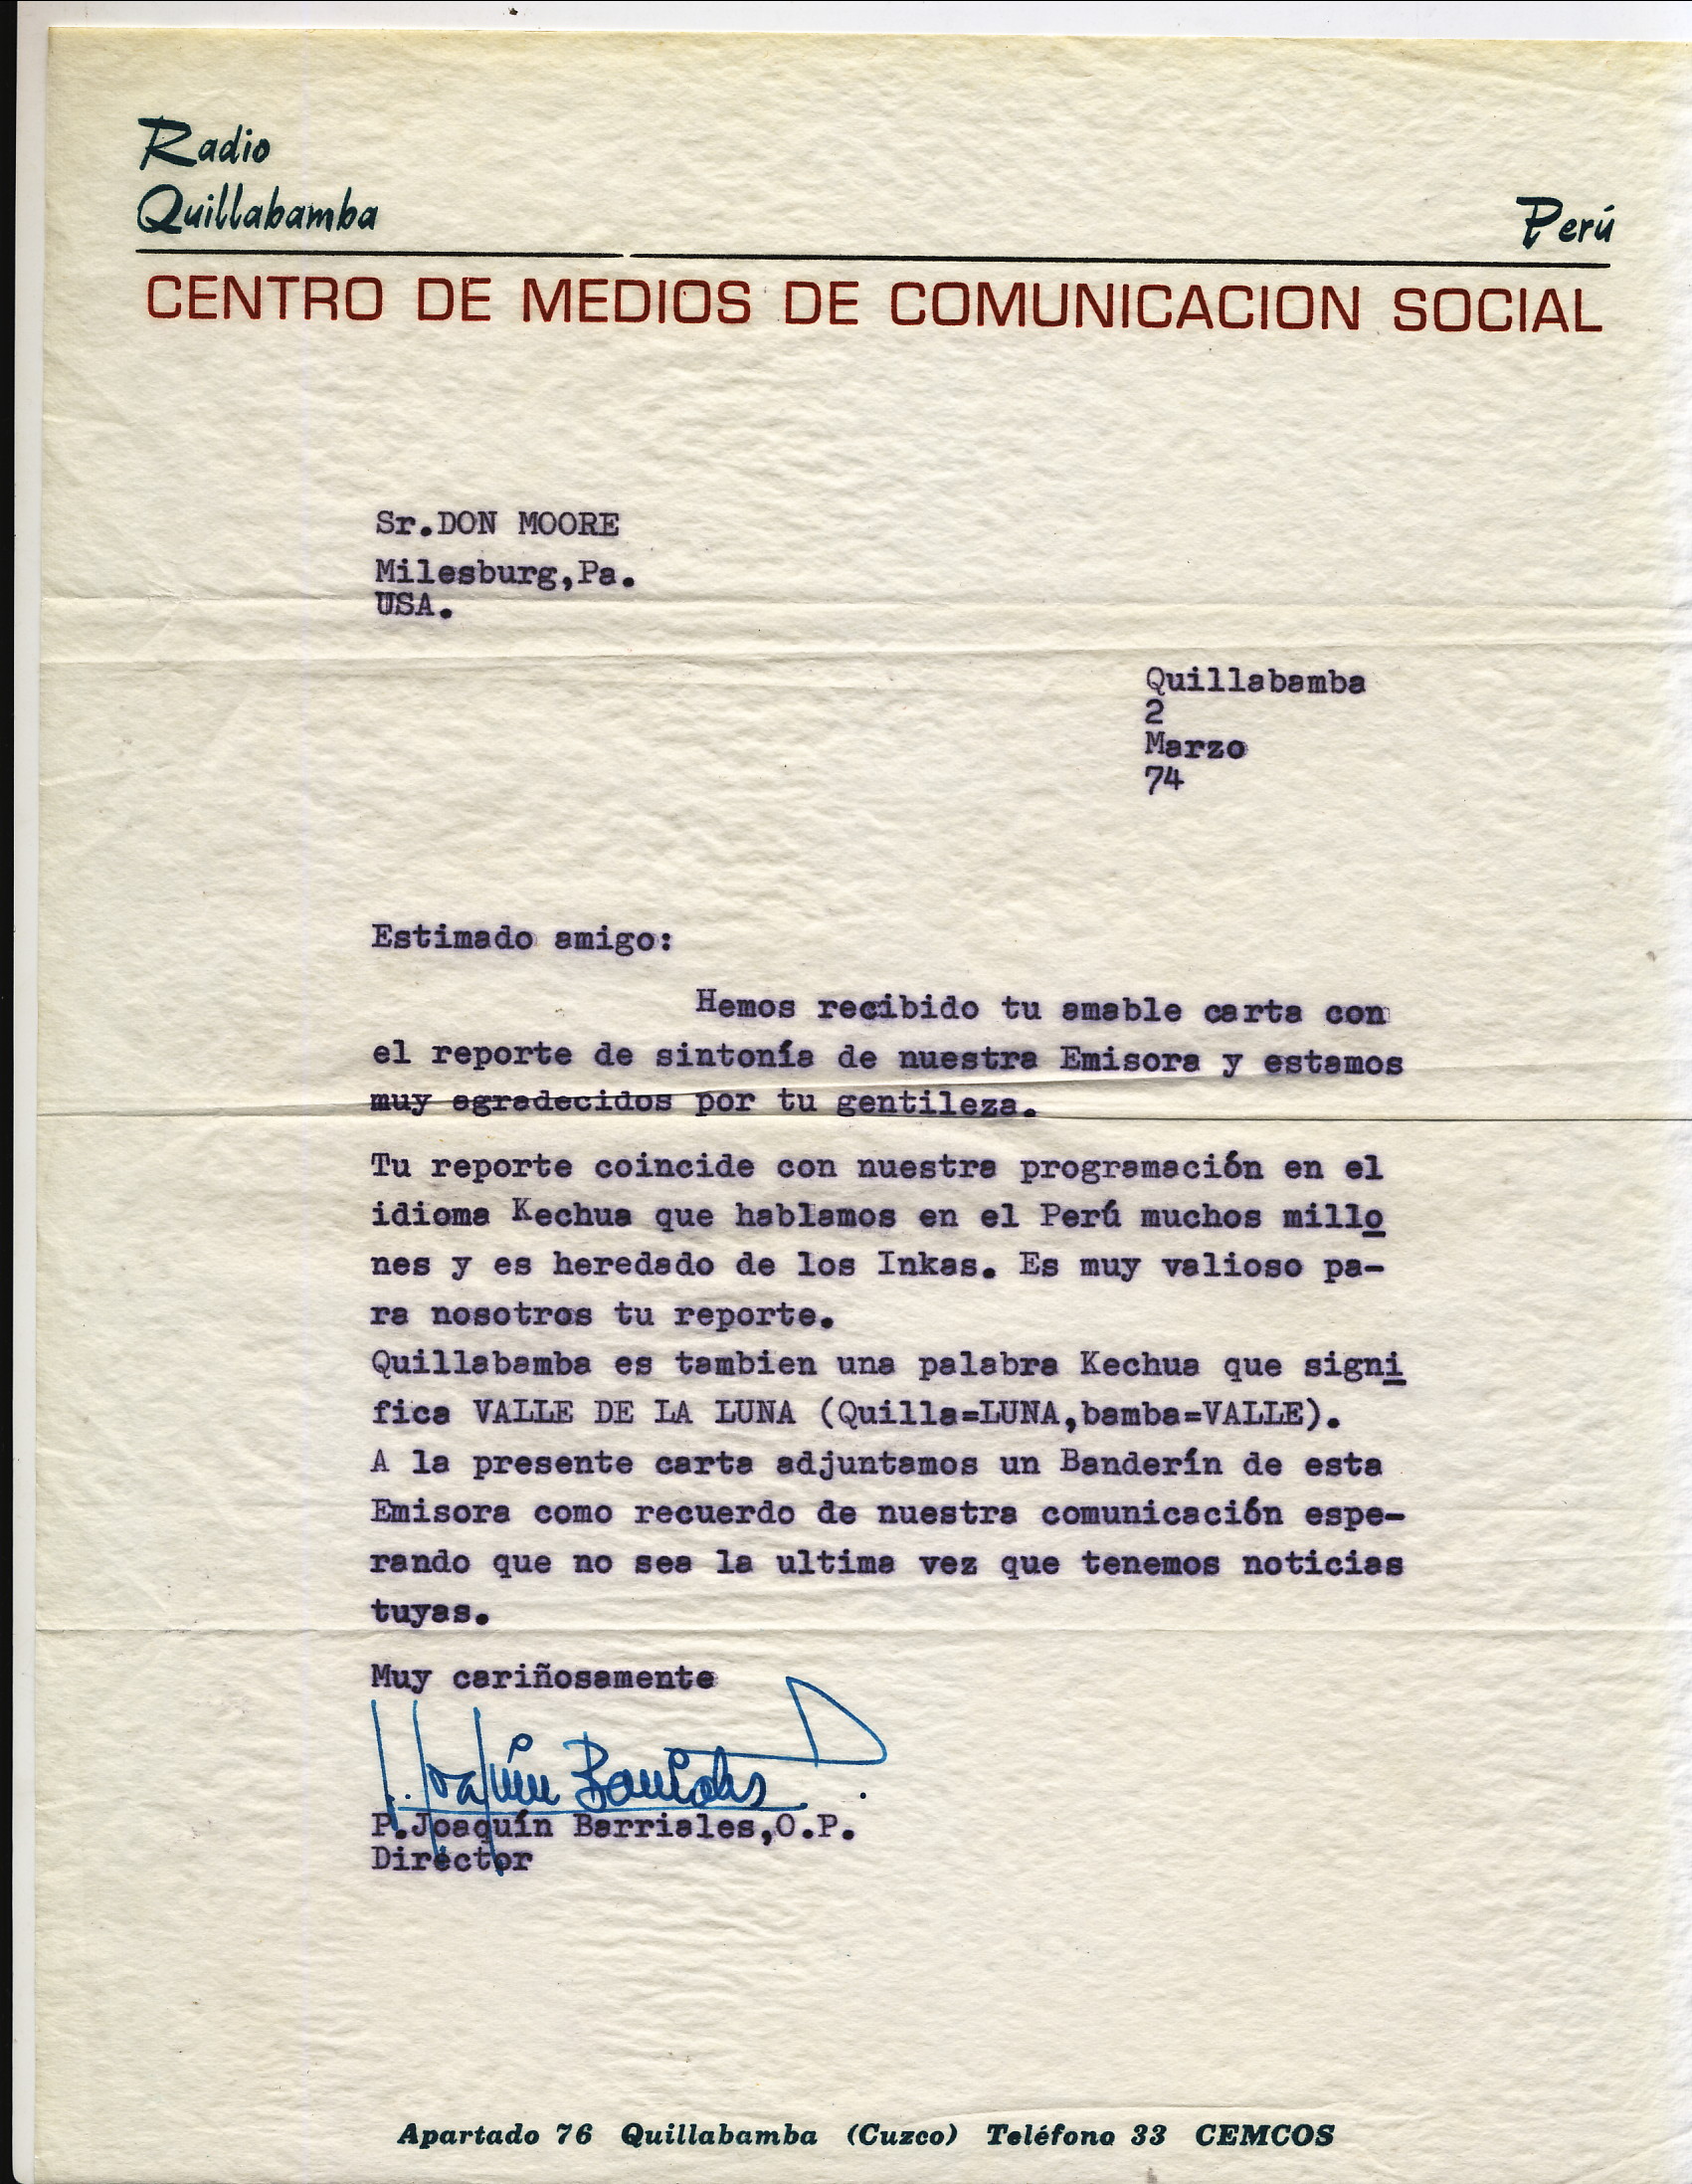 Radio
Quillabamba
Perú
CENTRO DE MEDIOS DE COMUNICACION SOCIAL
Sr.DON MOORE
Milesburg,Pa.
USA.
Quillabamba
2
Marzo
74
Estimado amigo:
Hemos recibido tu amable carta con
el reporte de sintonía de nuestra Emisora y estamos
muy agradecidos por tu gentileza.
Tu reporte coincide con nuestra programación en el
idioma Kechua que hablamos en el Perú muchos millo
nes y es heredado de los Inkas. Es muy valioso pa-
ra nosotros tu reporte.
Quillabamba es tambien una palabra Kechua que signi
fica VALLE DE LA LUNA (Quilla=LUNA,bamba=VALLE).
A la presente carta adjuntamos un Banderín de esta
Emisora como recuerdo de nuestra comunicación espe-
rando que no sea la ultima vez que tenemos noticias
tuyas.
Muy cariñosamente
Joaquín Barriales
P.Joaquín Barriales,O.P.
Director
Apartado 76 Quillabamba (Cuzco) Teléfono 33 CEMCOS